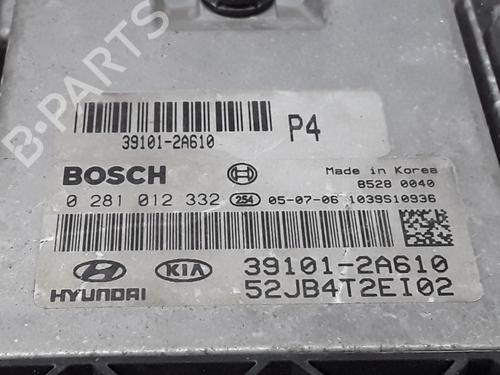 39101-2A610
P4
BOSCH
Made in Korea
8528 0040
0 281 012 332 254 05-07-06 1039S10936
HYUNDAI
KIA
39101-2A610
52JB4T2EI02
B-PARTS